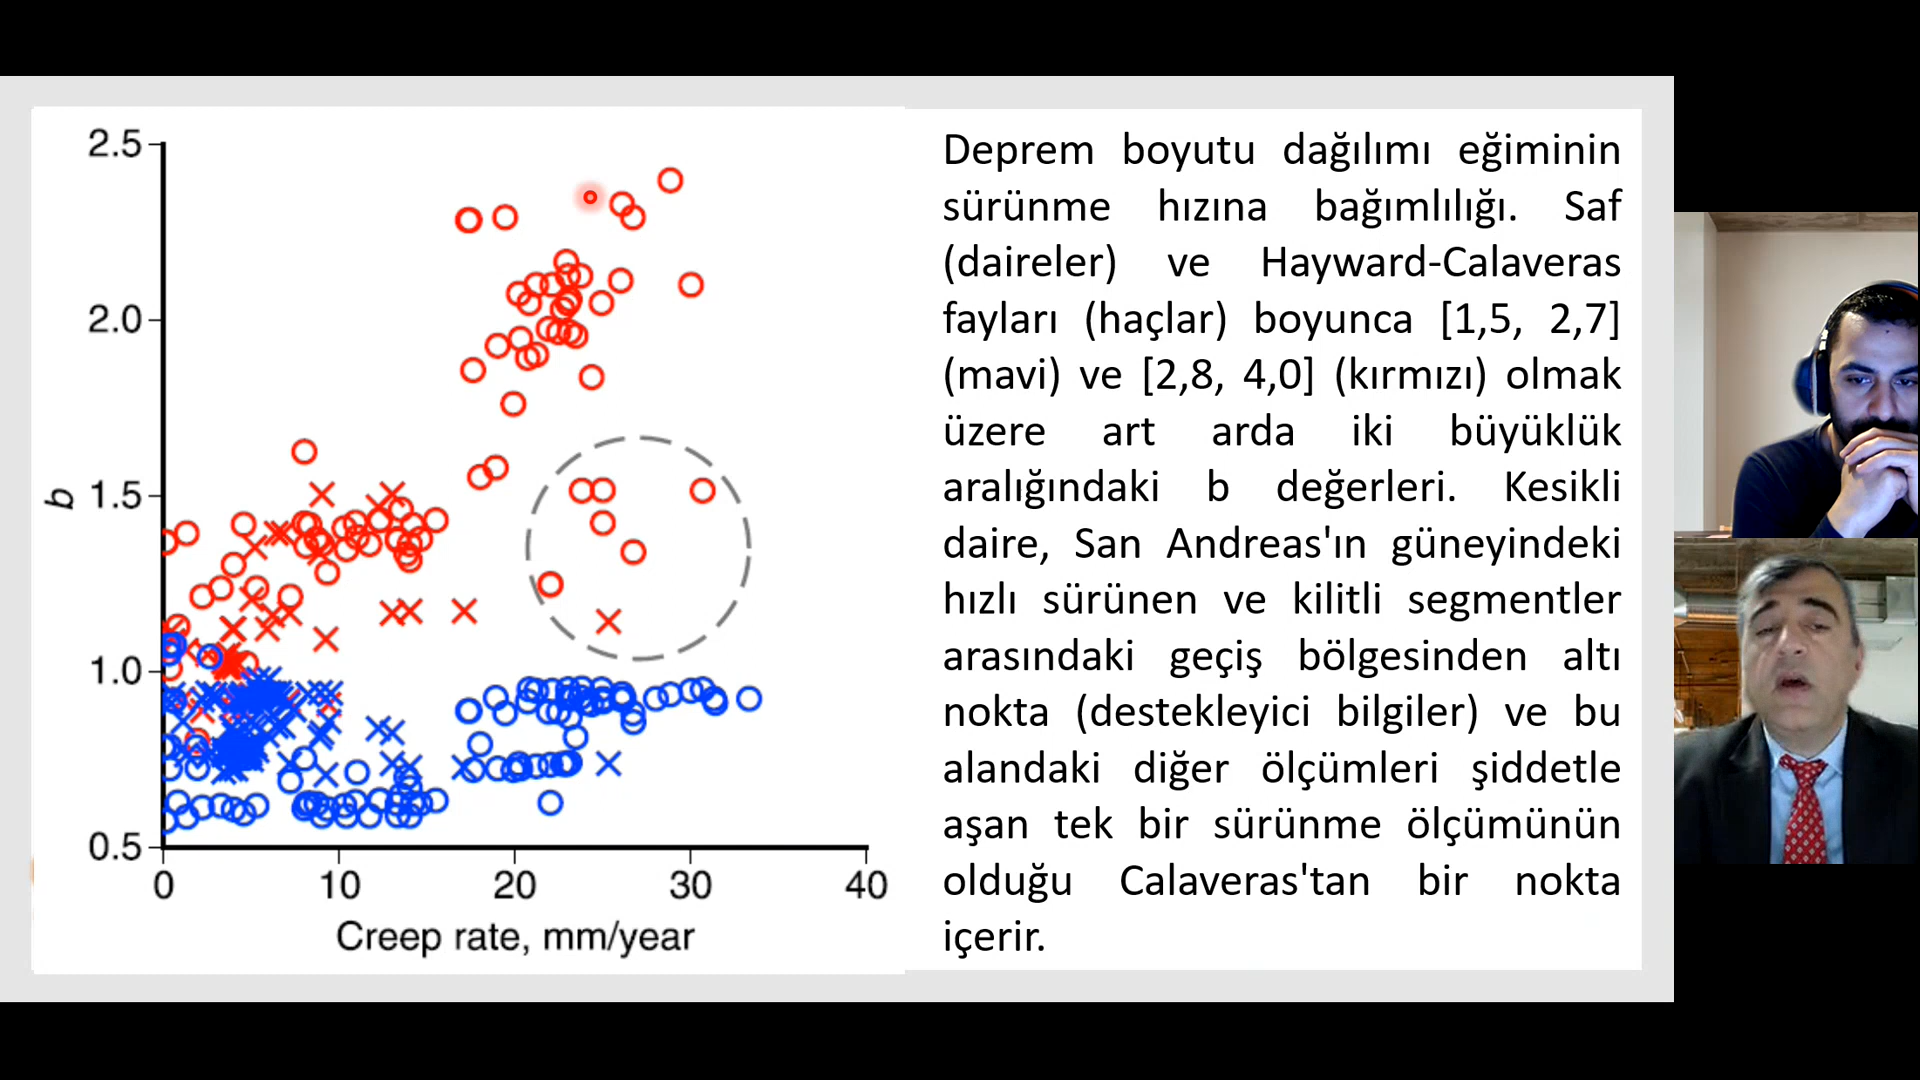 2.5
2.0
1.5
1.0
0.5
b
0 10 20 30 40
Creep rate, mm/year
Deprem boyutu dağılımı eğiminin
sürünme hızına bağımlılığı. Saf
(daireler) ve Hayward-Calaveras
fayları (haçlar) boyunca [1,5, 2,7]
(mavi) ve [2,8, 4,0] (kırmızı) olmak
üzere art arda iki büyüklük
aralığındaki b değerleri. Kesikli
daire, San Andreas'ın güneyindeki
hızlı sürünen ve kilitli segmentler
arasındaki geçiş bölgesinden altı
nokta (destekleyici bilgiler) ve bu
alandaki diğer ölçümleri şiddetle
aşan tek bir sürünme ölçümünün
olduğu Calaveras'tan bir nokta
içerir.